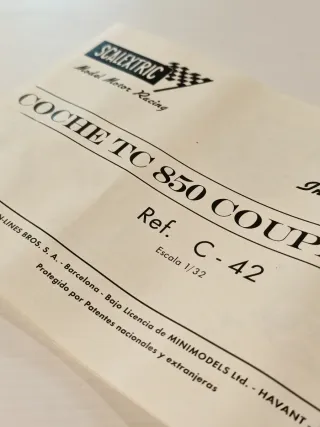 SCALEXTRIC
Model Motor Racing
COCHE TC 850 COUP
Ref. C - 42
Escala 1/32
LINES BROS. S. A. - Barcelona - Bajo Licencia de MINIMODELS Ltd. - HAVANT -
Protegido por Patentes nacionales y extranjeras